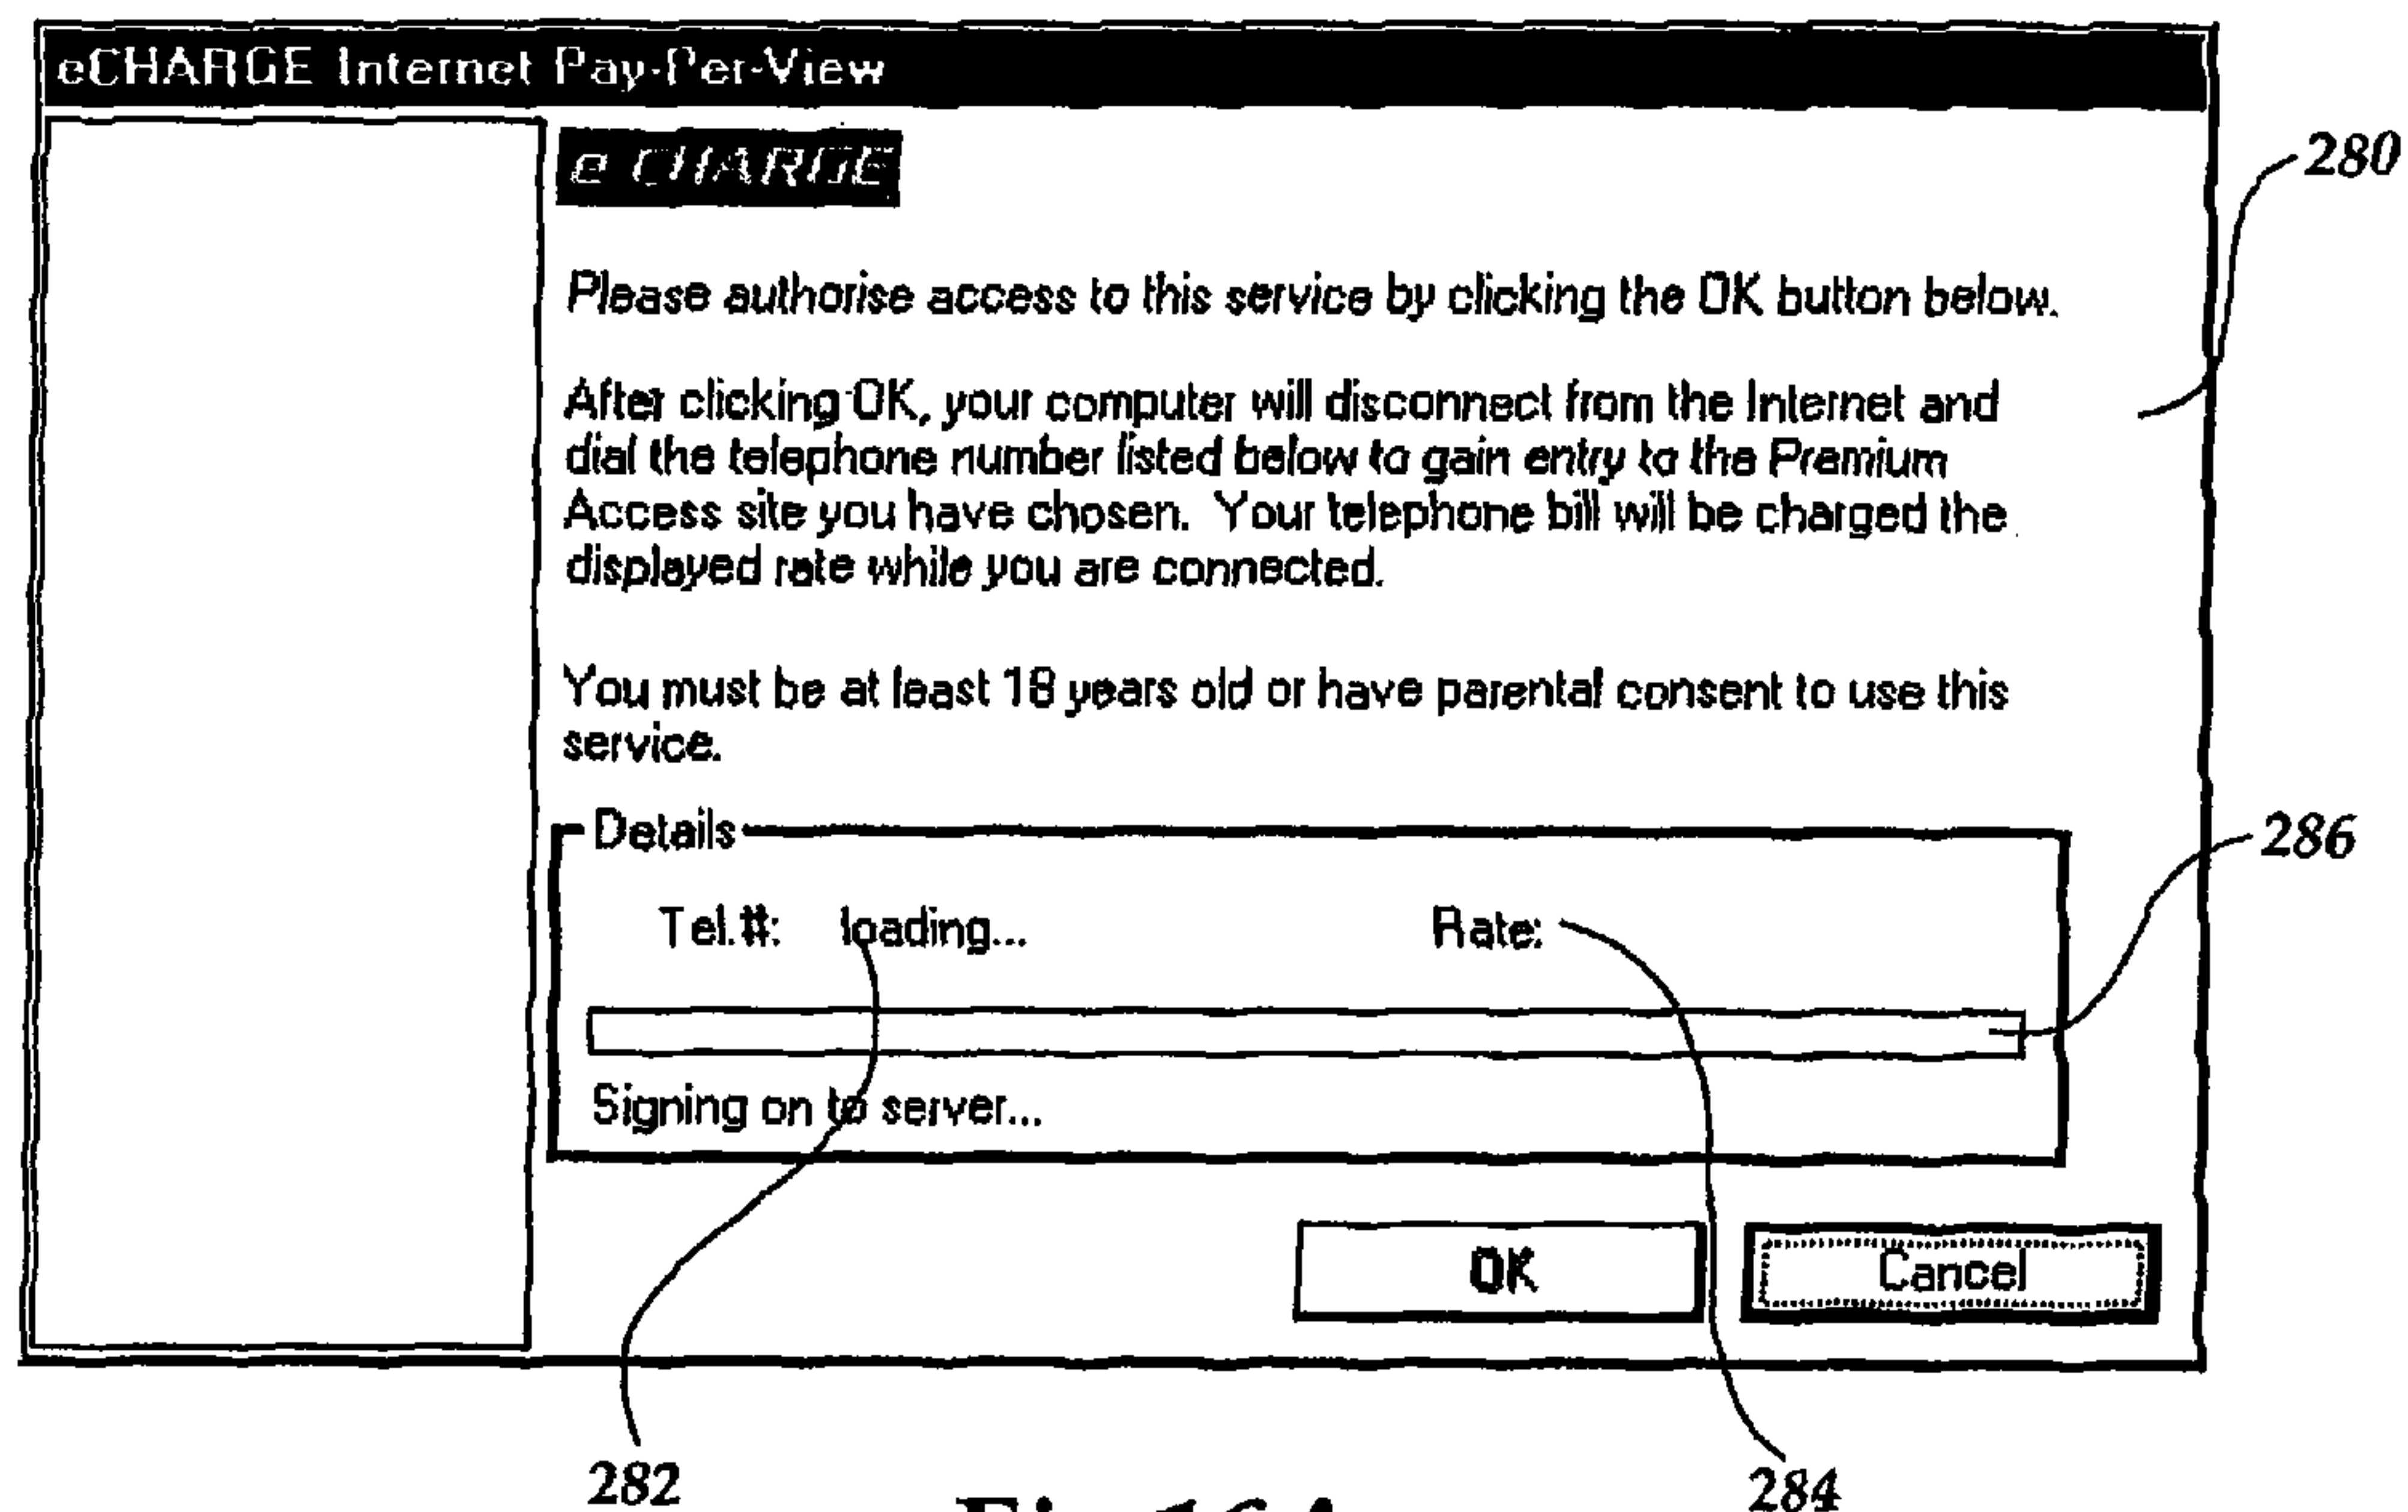 eCHARGE Internet Pay-Per-View
e CHARGE
280
Please authorise access to this service by clicking the OK button below.
After clicking OK, your computer will disconnect from the Internet and
dial the telephone number listed below to gain entry to the Premium
Access site you have chosen. Your telephone bill will be charged the
displayed rate while you are connected.
You must be at least 18 years old or have parental consent to use this
service.
Details
286
Tel.#: loading... Rate:
Signing on to server...
OK Cancel
282 284